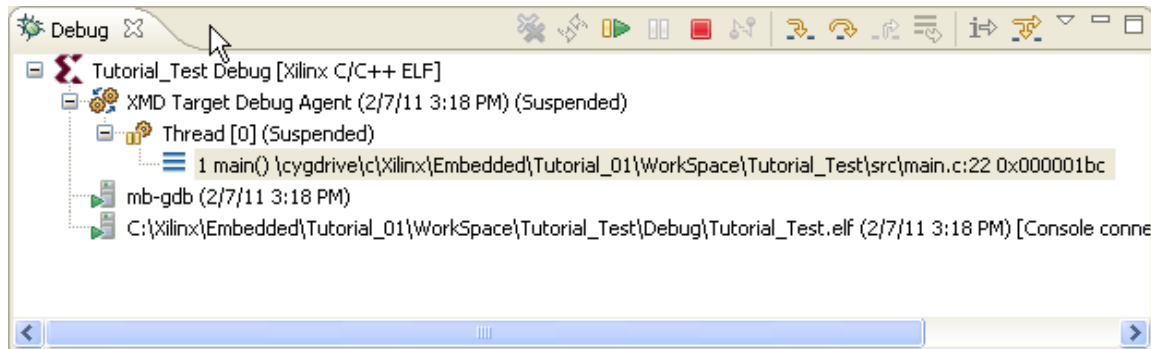 Debug
Tutorial_Test Debug [Xilinx C/C++ ELF]
XMD Target Debug Agent (2/7/11 3:18 PM) (Suspended)
Thread [0] (Suspended)
1 main() \cygdrive\c\Xilinx\Embedded\Tutorial_01\WorkSpace\Tutorial_Test\src\main.c:22 0x000001bc
mb-gdb (2/7/11 3:18 PM)
C:\Xilinx\Embedded\Tutorial_01\WorkSpace\Tutorial_Test\Debug\Tutorial_Test.elf (2/7/11 3:18 PM) [Console conne